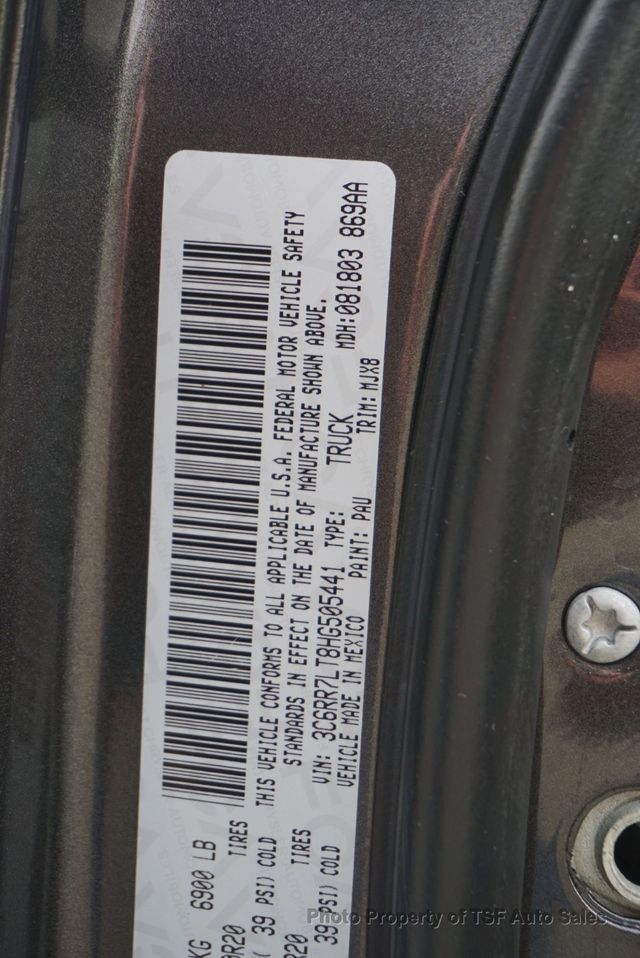 KG 6900 LB
R20 TIRES
( 39 PSI) COLD
R20 TIRES
39 PSI) COLD
THIS VEHICLE CONFORMS TO ALL APPLICABLE U.S.A. FEDERAL MOTOR VEHICLE SAFETY
STANDARDS IN EFFECT ON THE DATE OF MANUFACTURE SHOWN ABOVE.
VIN: 3C6RR7LT8HG505441 TYPE: TRUCK MDH:081803 869AA
VEHICLE MADE IN MEXICO PAINT: PAU TRIM: MJX8
Photo Property of TSF Auto Sales